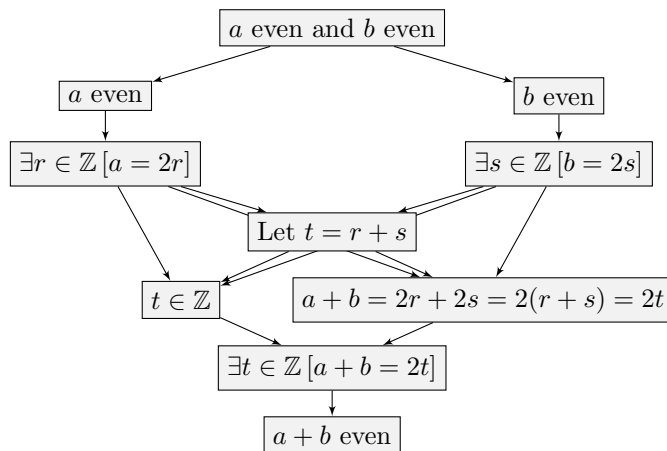 a even and b even
a even
b even
∃r ∈ ℤ [a = 2r]
∃s ∈ ℤ [b = 2s]
Let t = r + s
t ∈ ℤ
a + b = 2r + 2s = 2(r + s) = 2t
∃t ∈ ℤ [a + b = 2t]
a + b even